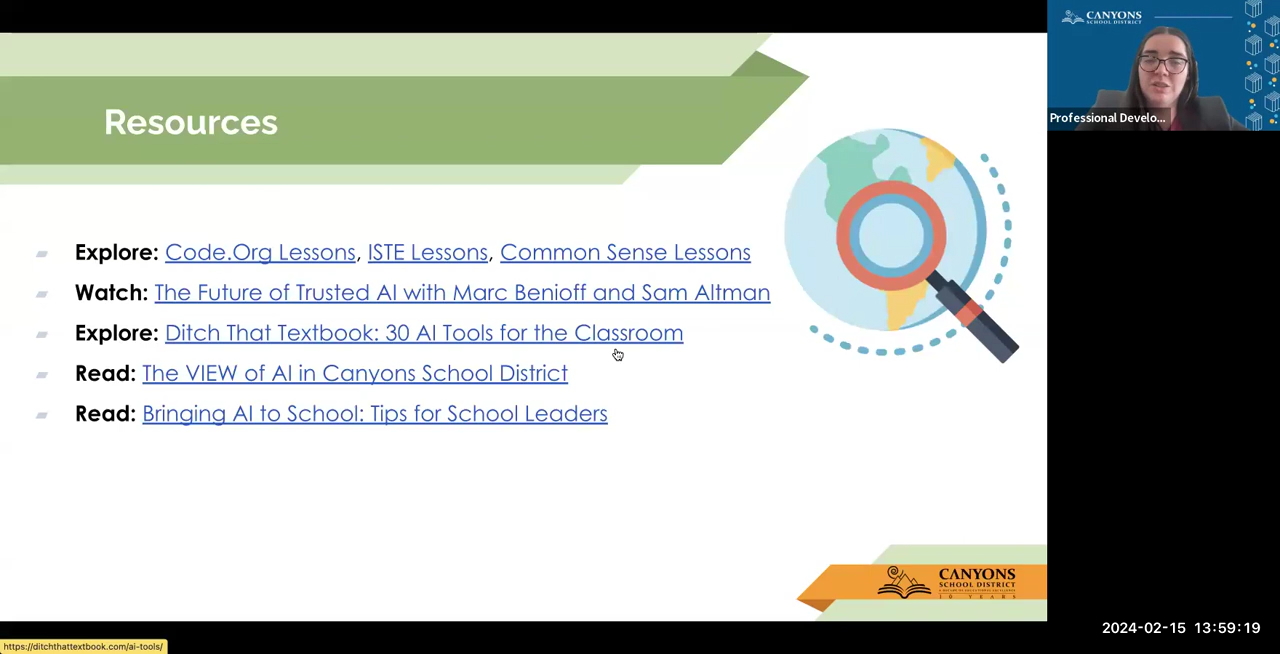 CANYONS
SCHOOL DISTRICT
Professional Develo...
Resources
Explore: Code.Org Lessons, ISTE Lessons, Common Sense Lessons
Watch: The Future of Trusted AI with Marc Benioff and Sam Altman
Explore: Ditch That Textbook: 30 AI Tools for the Classroom
Read: The VIEW of AI in Canyons School District
Read: Bringing AI to School: Tips for School Leaders
CANYONS
SCHOOL DISTRICT
10 YEARS
2024-02-15 13:59:19
https://ditchthattextbook.com/ai-tools/